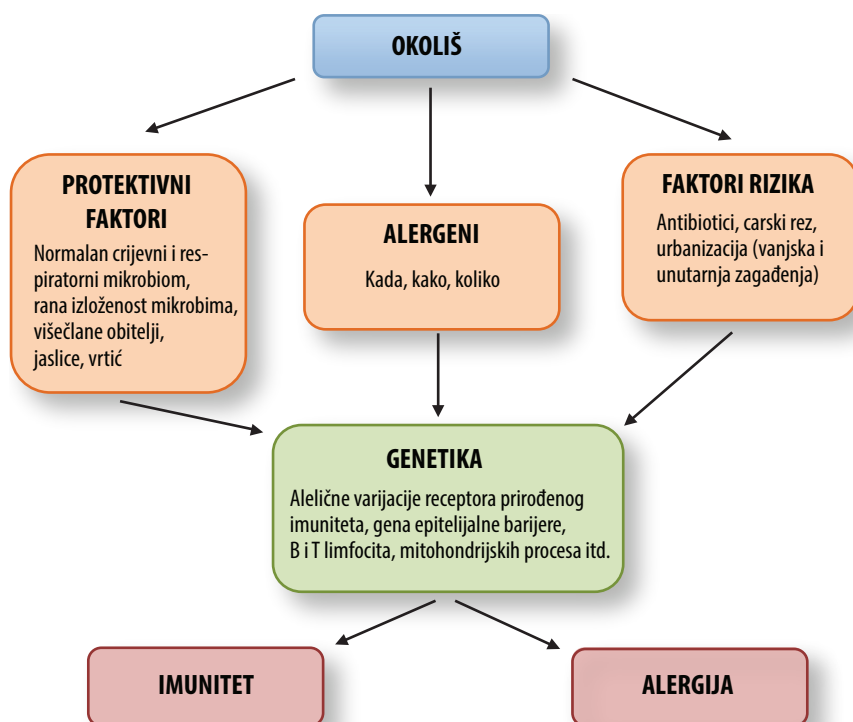 OKOLIŠ
PROTEKTIVNI
FAKTORI
Normalan crijevni i res-
piratorni mikrobiom,
rana izloženost mikrobima,
višečlane obitelji,
jaslice, vrtić
ALERGENI
Kada, kako, koliko
FAKTORI RIZIKA
Antibiotici, carski rez,
urbanizacija (vanjska i
unutarnja zagađenja)
GENETIKA
Alelične varijacije receptora prirođenog
imuniteta, gena epitelijalne barijere,
B i T limfocita, mitohondrijskih procesa itd.
IMUNITET
ALERGIJA